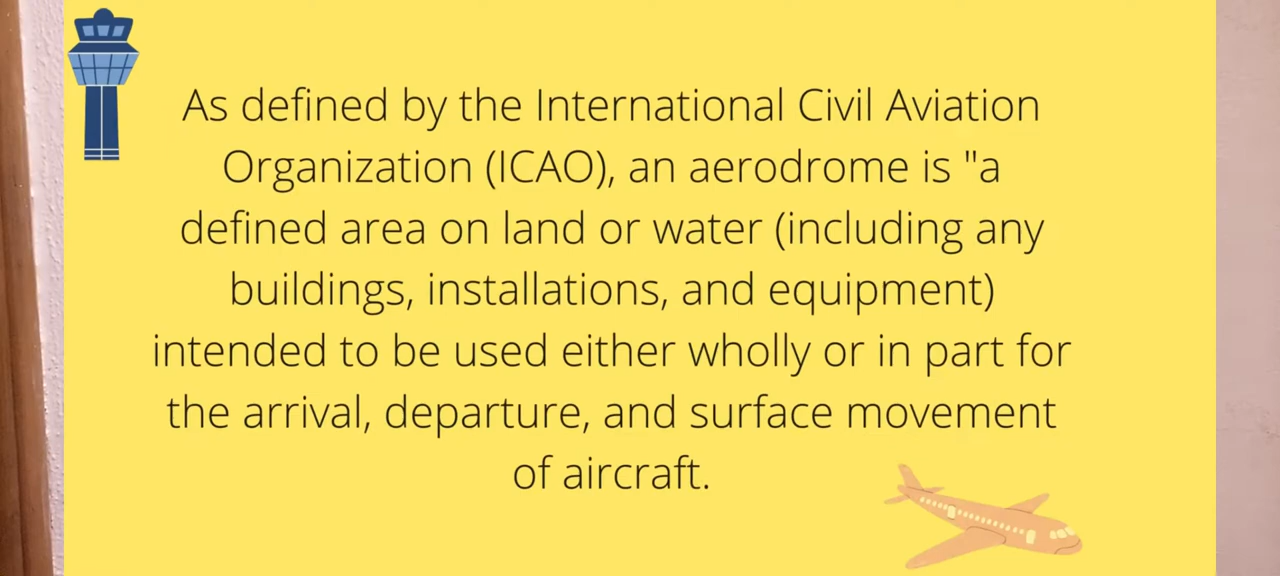 As defined by the International Civil Aviation
Organization (ICAO), an aerodrome is "a
defined area on land or water (including any
buildings, installations, and equipment)
intended to be used either wholly or in part for
the arrival, departure, and surface movement
of aircraft.